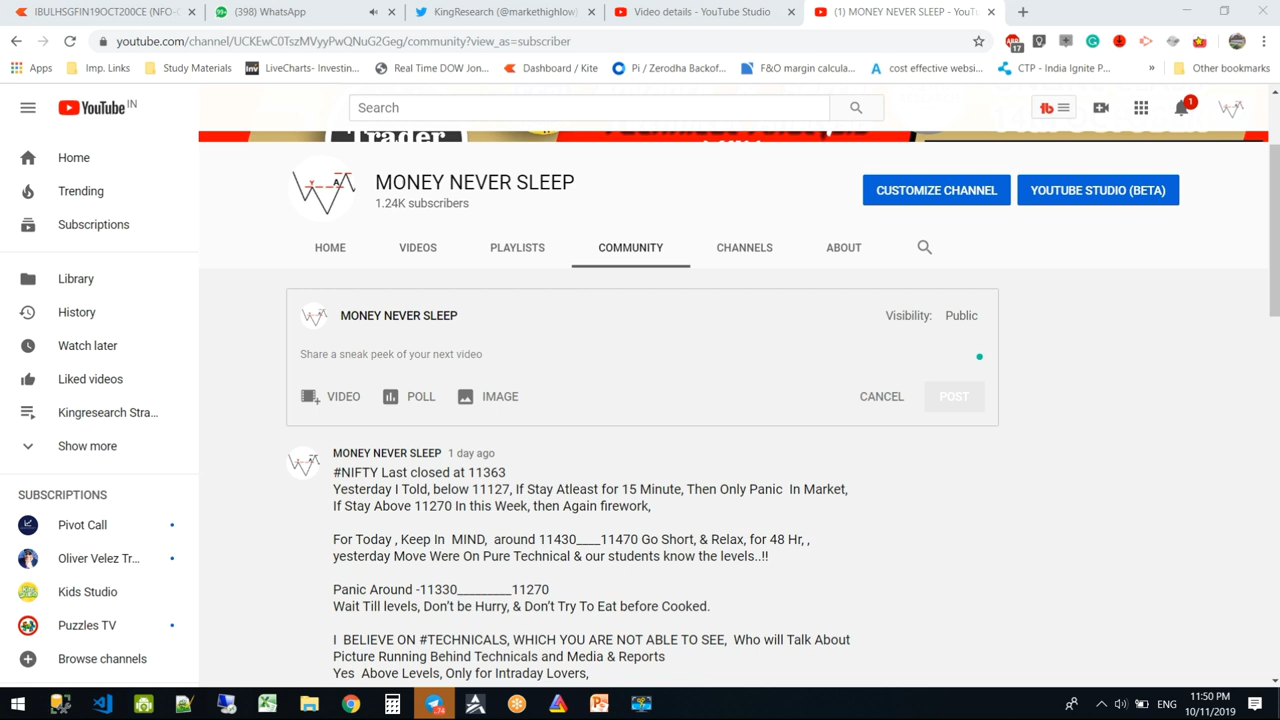 IBULHSGFIN19OCT200CE (NFO-
(398) WhatsApp
KingResearch (@markethighlow)
Video details - YouTube Studio
(1) MONEY NEVER SLEEP - YouT
youtube.com/channel/UCKEwC0TszMVvyPwQNuG2Geg/community?view_as=subscriber
17
Apps
Imp. Links
Study Materials
Inv
LiveCharts- Investin...
Real Time DOW Jon...
Dashboard / Kite
Pi / Zerodha Backof...
F&O margin calcula...
cost effective websi...
CTP - India Ignite P...
»
Other bookmarks
YouTube IN
Search
1
Trader
Home
Trending
Subscriptions
Library
History
Watch later
Liked videos
Kingresearch Stra...
Show more
SUBSCRIPTIONS
Pivot Call
Oliver Velez Tr...
Kids Studio
Puzzles TV
Browse channels
MONEY NEVER SLEEP
1.24K subscribers
CUSTOMIZE CHANNEL
YOUTUBE STUDIO (BETA)
HOME
VIDEOS
PLAYLISTS
COMMUNITY
CHANNELS
ABOUT
MONEY NEVER SLEEP
Visibility: Public
Share a sneak peek of your next video
VIDEO
POLL
IMAGE
CANCEL
POST
MONEY NEVER SLEEP 1 day ago
#NIFTY Last closed at 11363
Yesterday I Told, below 11127, If Stay Atleast for 15 Minute, Then Only Panic In Market,
If Stay Above 11270 In this Week, then Again firework,
For Today , Keep In MIND, around 11430____11470 Go Short, & Relax, for 48 Hr, ,
yesterday Move Were On Pure Technical & our students know the levels..!!
Panic Around -11330_________11270
Wait Till levels, Don't be Hurry, & Don't Try To Eat before Cooked.
I BELIEVE ON #TECHNICALS, WHICH YOU ARE NOT ABLE TO SEE, Who will Talk About
Picture Running Behind Technicals and Media & Reports
Yes Above Levels, Only for Intraday Lovers,
74
ENG
11:50 PM
10/11/2019